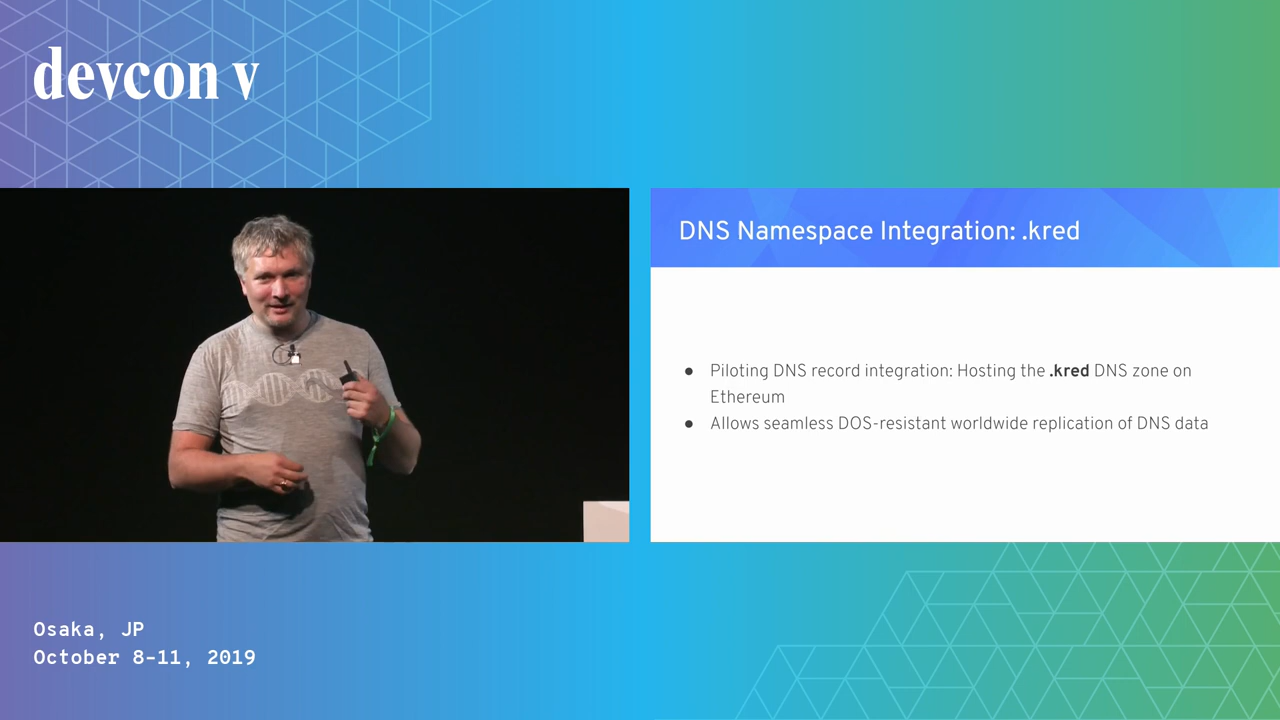 devcon v
DNS Namespace Integration: .kred
● Piloting DNS record integration: Hosting the .kred DNS zone on
Ethereum
● Allows seamless DOS-resistant worldwide replication of DNS data
Osaka, JP
October 8-11, 2019